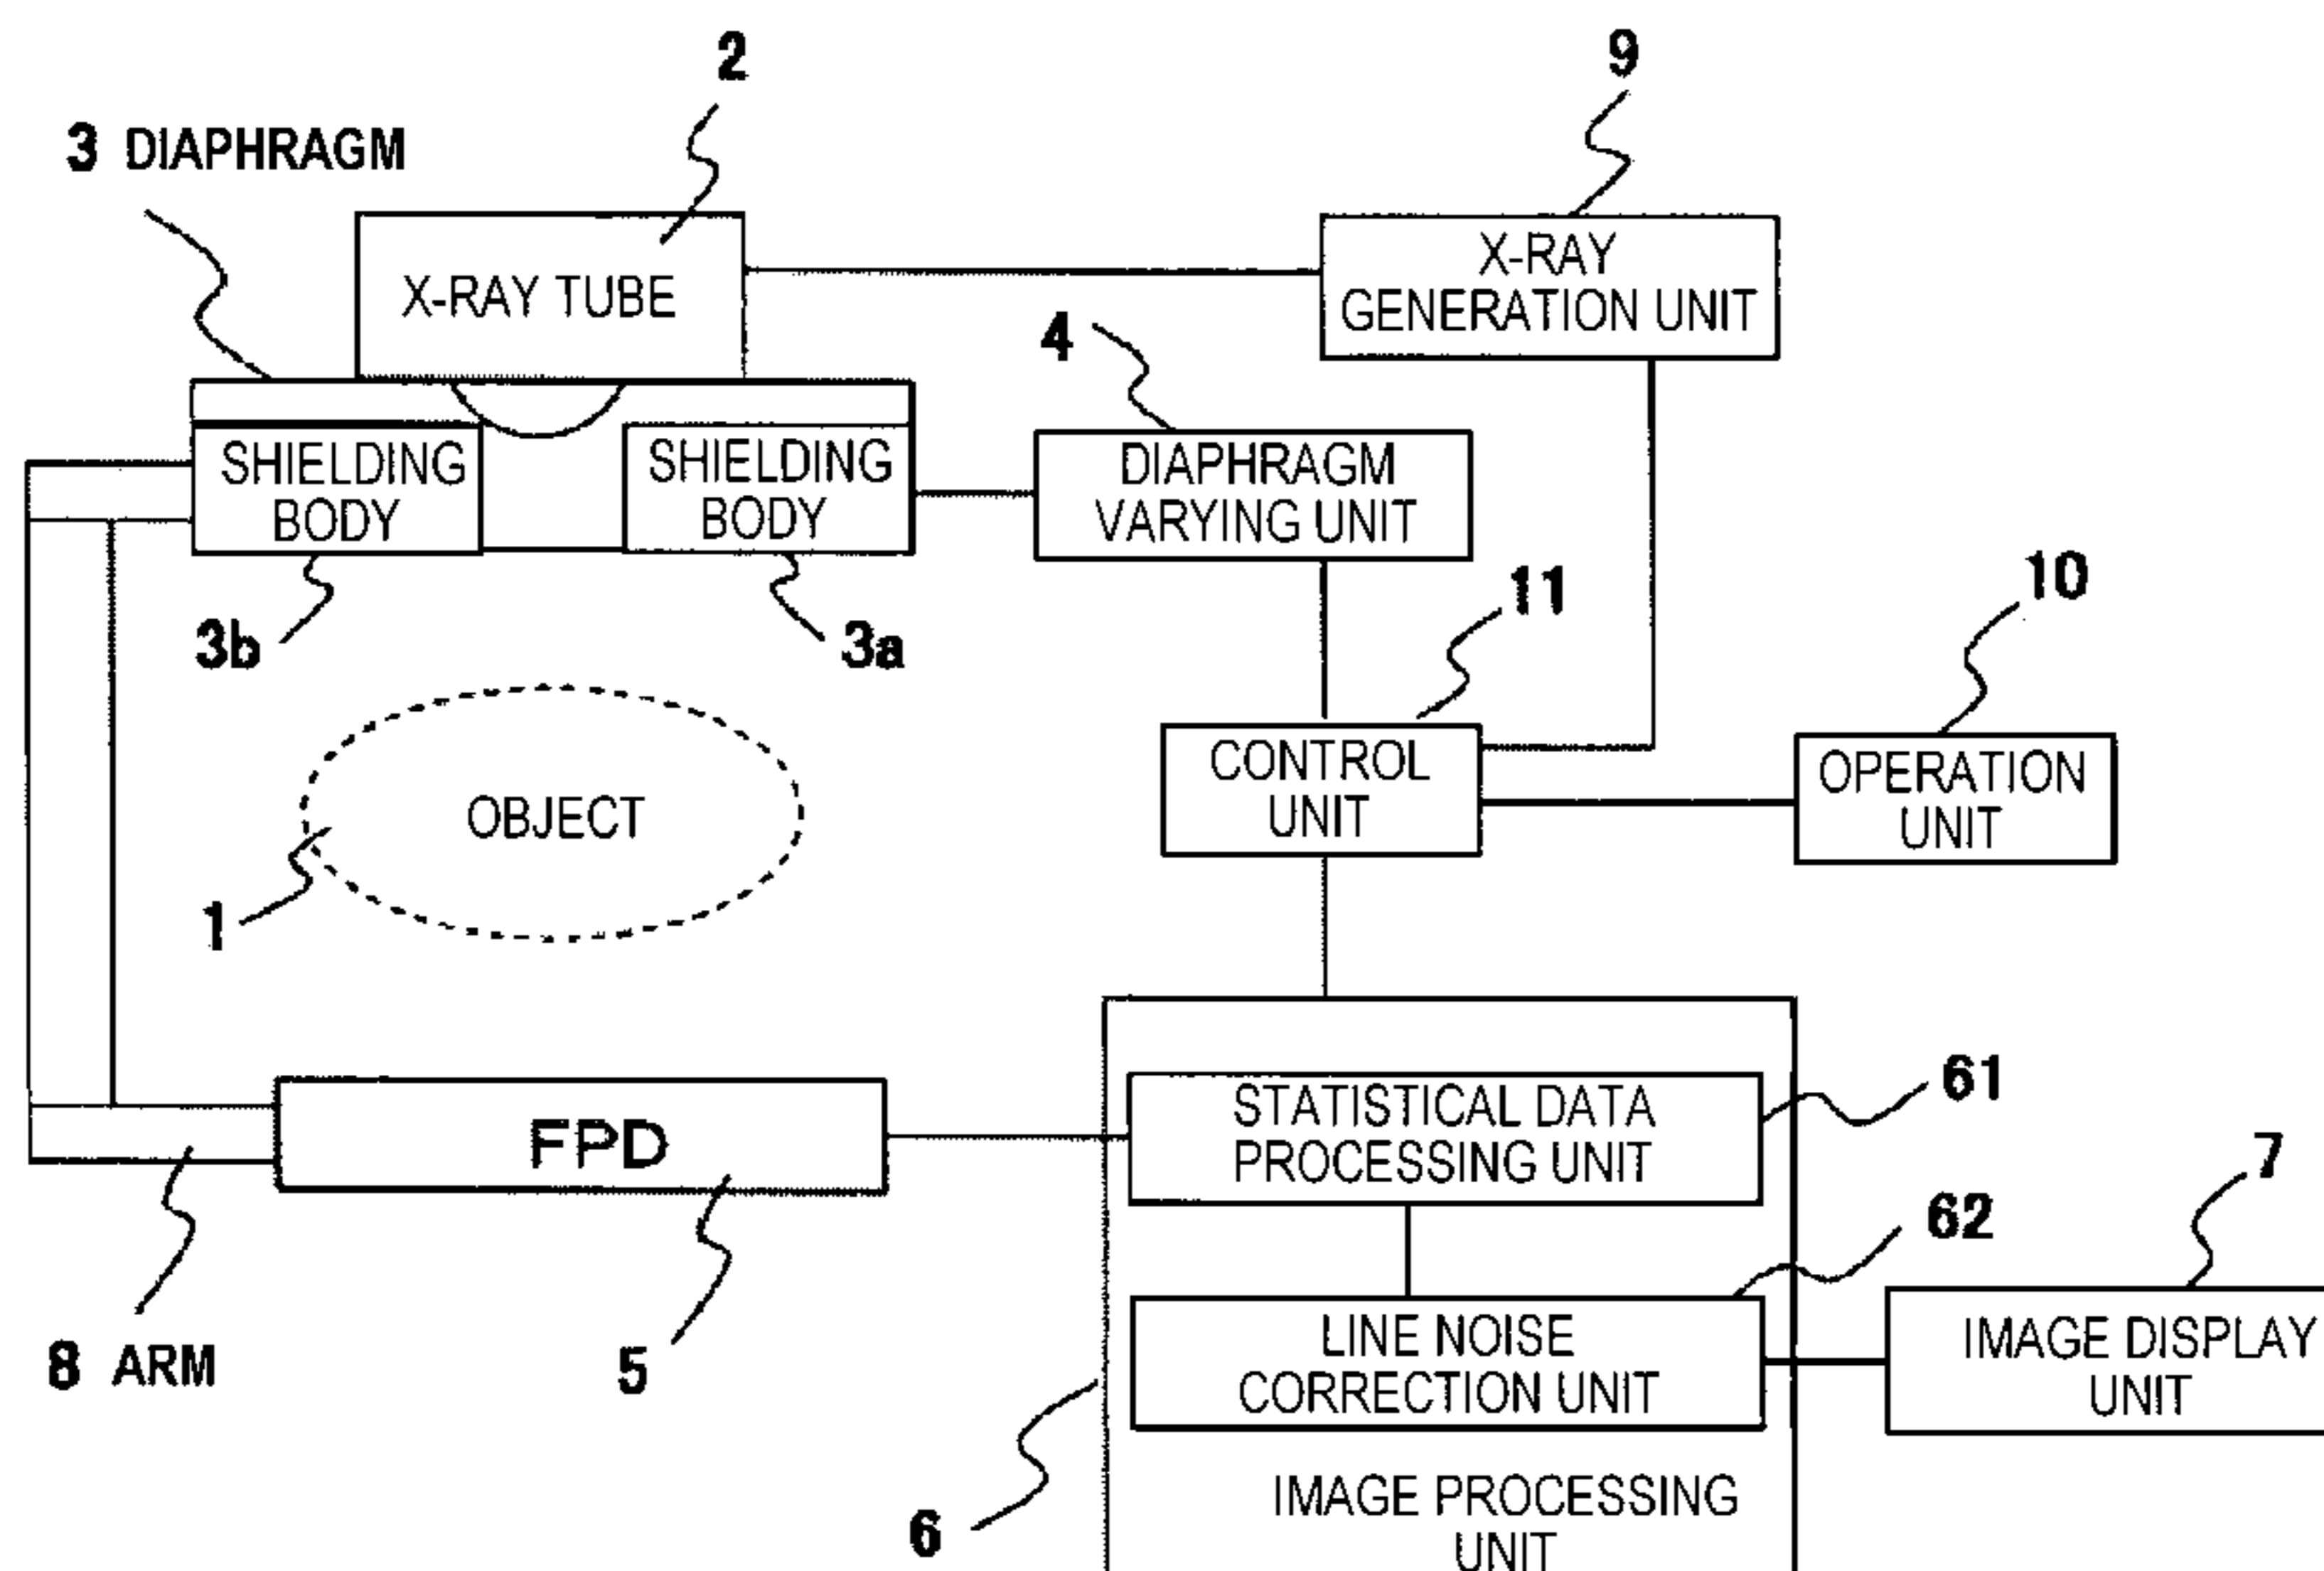 2
9
3 DIAPHRAGM
X-RAY TUBE
X-RAY
GENERATION UNIT
4
SHIELDING
BODY
SHIELDING
BODY
DIAPHRAGM
VARYING UNIT
3b
3a
11
10
CONTROL
UNIT
OPERATION
UNIT
OBJECT
1
FPD
STATISTICAL DATA
PROCESSING UNIT
61
62
7
8 ARM
5
LINE NOISE
CORRECTION UNIT
IMAGE DISPLAY
UNIT
6
IMAGE PROCESSING
UNIT